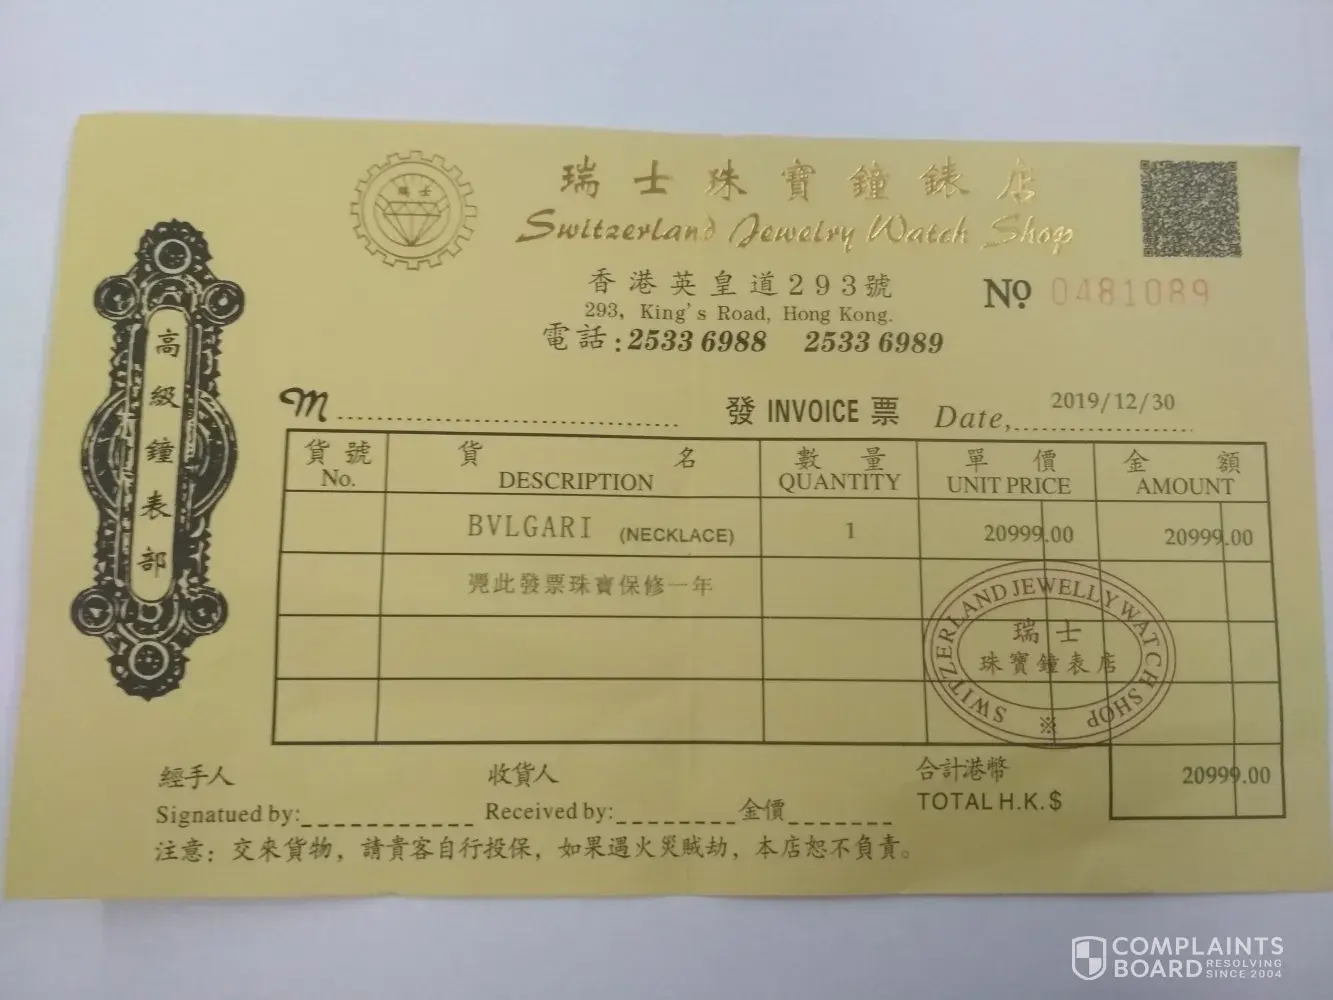 瑞士珠寶鐘錶店
Switzerland Jewelry Watch Shop
瑞士
香港英皇道293號
293, King's Road, Hong Kong.
電話:2533 6988 2533 6989
No 0481089
高級鐘表部
M 發 INVOICE 票 Date, 2019/12/30
貨號 貨名 數量 單價 金額
No. DESCRIPTION QUANTITY UNIT PRICE AMOUNT
BVLGARI (NECKLACE) 1 20999.00 20999.00
凴此發票珠寶保修一年
SWITZERLAND JEWELLY WATCH SHOP
瑞士
珠寶鐘表店
※
經手人 收貨人 合計港幣
Signatued by: Received by: 金價 TOTAL H.K.$ 20999.00
注意: 交來貨物, 請貴客自行投保, 如果遇火災賊劫, 本店恕不負責。
COMPLAINTS
BOARD RESOLVING
SINCE 2004